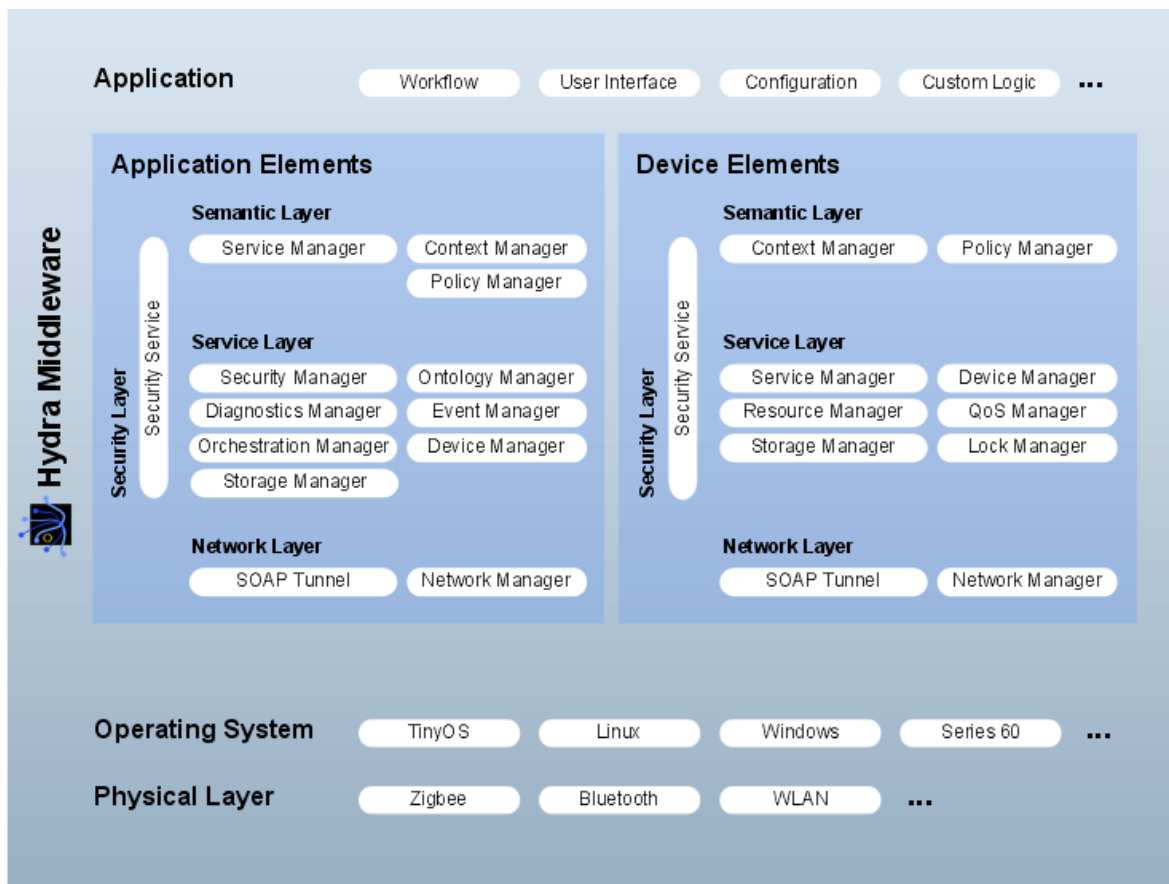 Application
Workflow
User Interface
Configuration
Custom Logic
...
Hydra Middleware
Application Elements
Security Layer
Security Service
Semantic Layer
Service Manager
Context Manager
Policy Manager
Service Layer
Security Manager
Ontology Manager
Diagnostics Manager
Event Manager
Orchestration Manager
Device Manager
Storage Manager
Network Layer
SOAP Tunnel
Network Manager
Device Elements
Security Layer
Security Service
Semantic Layer
Context Manager
Policy Manager
Service Layer
Service Manager
Device Manager
Resource Manager
QoS Manager
Storage Manager
Lock Manager
Network Layer
SOAP Tunnel
Network Manager
Operating System
TinyOS
Linux
Windows
Series 60
...
Physical Layer
Zigbee
Bluetooth
WLAN
...